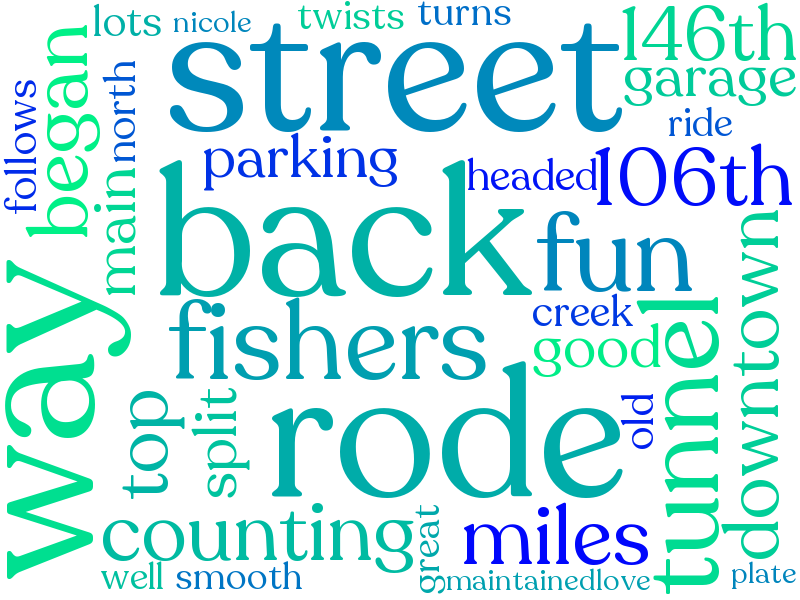 lots
nicole
twists
turns
146th
street
garage
follows
began
north
main
ride
parking
headed
106th
back
fun
way
fishers
creek
good
tunnel
downtown
top
split
rode
old
counting
great
miles
well
smooth
maintained
love
plate